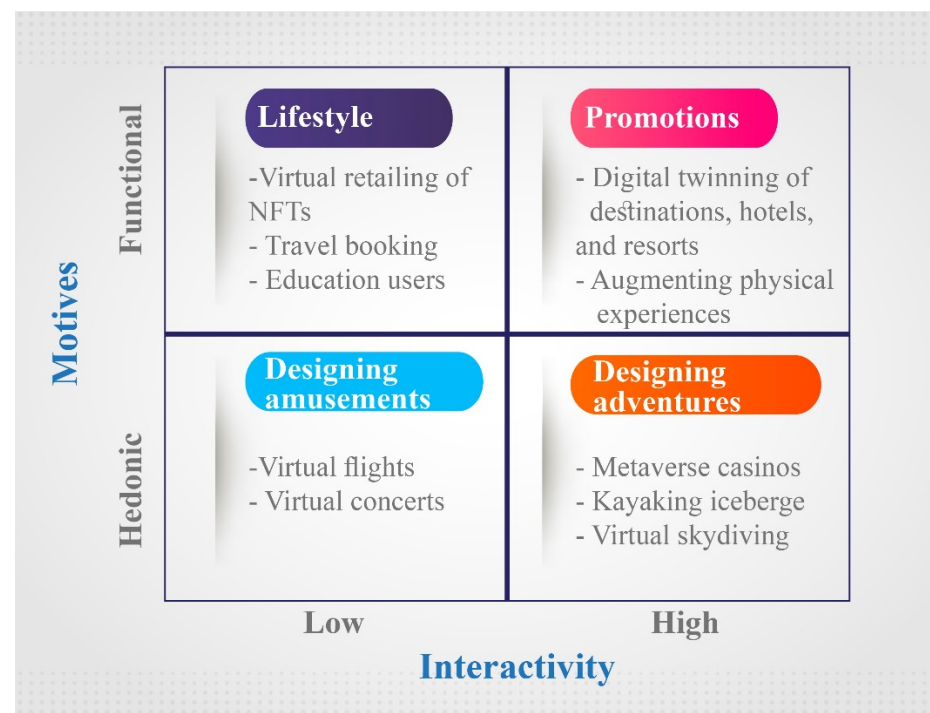 Motives
Functional
Lifestyle
-Virtual retailing of
NFTs
- Travel booking
- Education users
Promotions
- Digital twinning of
destinations, hotels,
and resorts
- Augmenting physical
experiences
Hedonic
Designing
amusements
-Virtual flights
- Virtual concerts
Designing
adventures
- Metaverse casinos
- Kayaking iceberge
- Virtual skydiving
Low
High
Interactivity